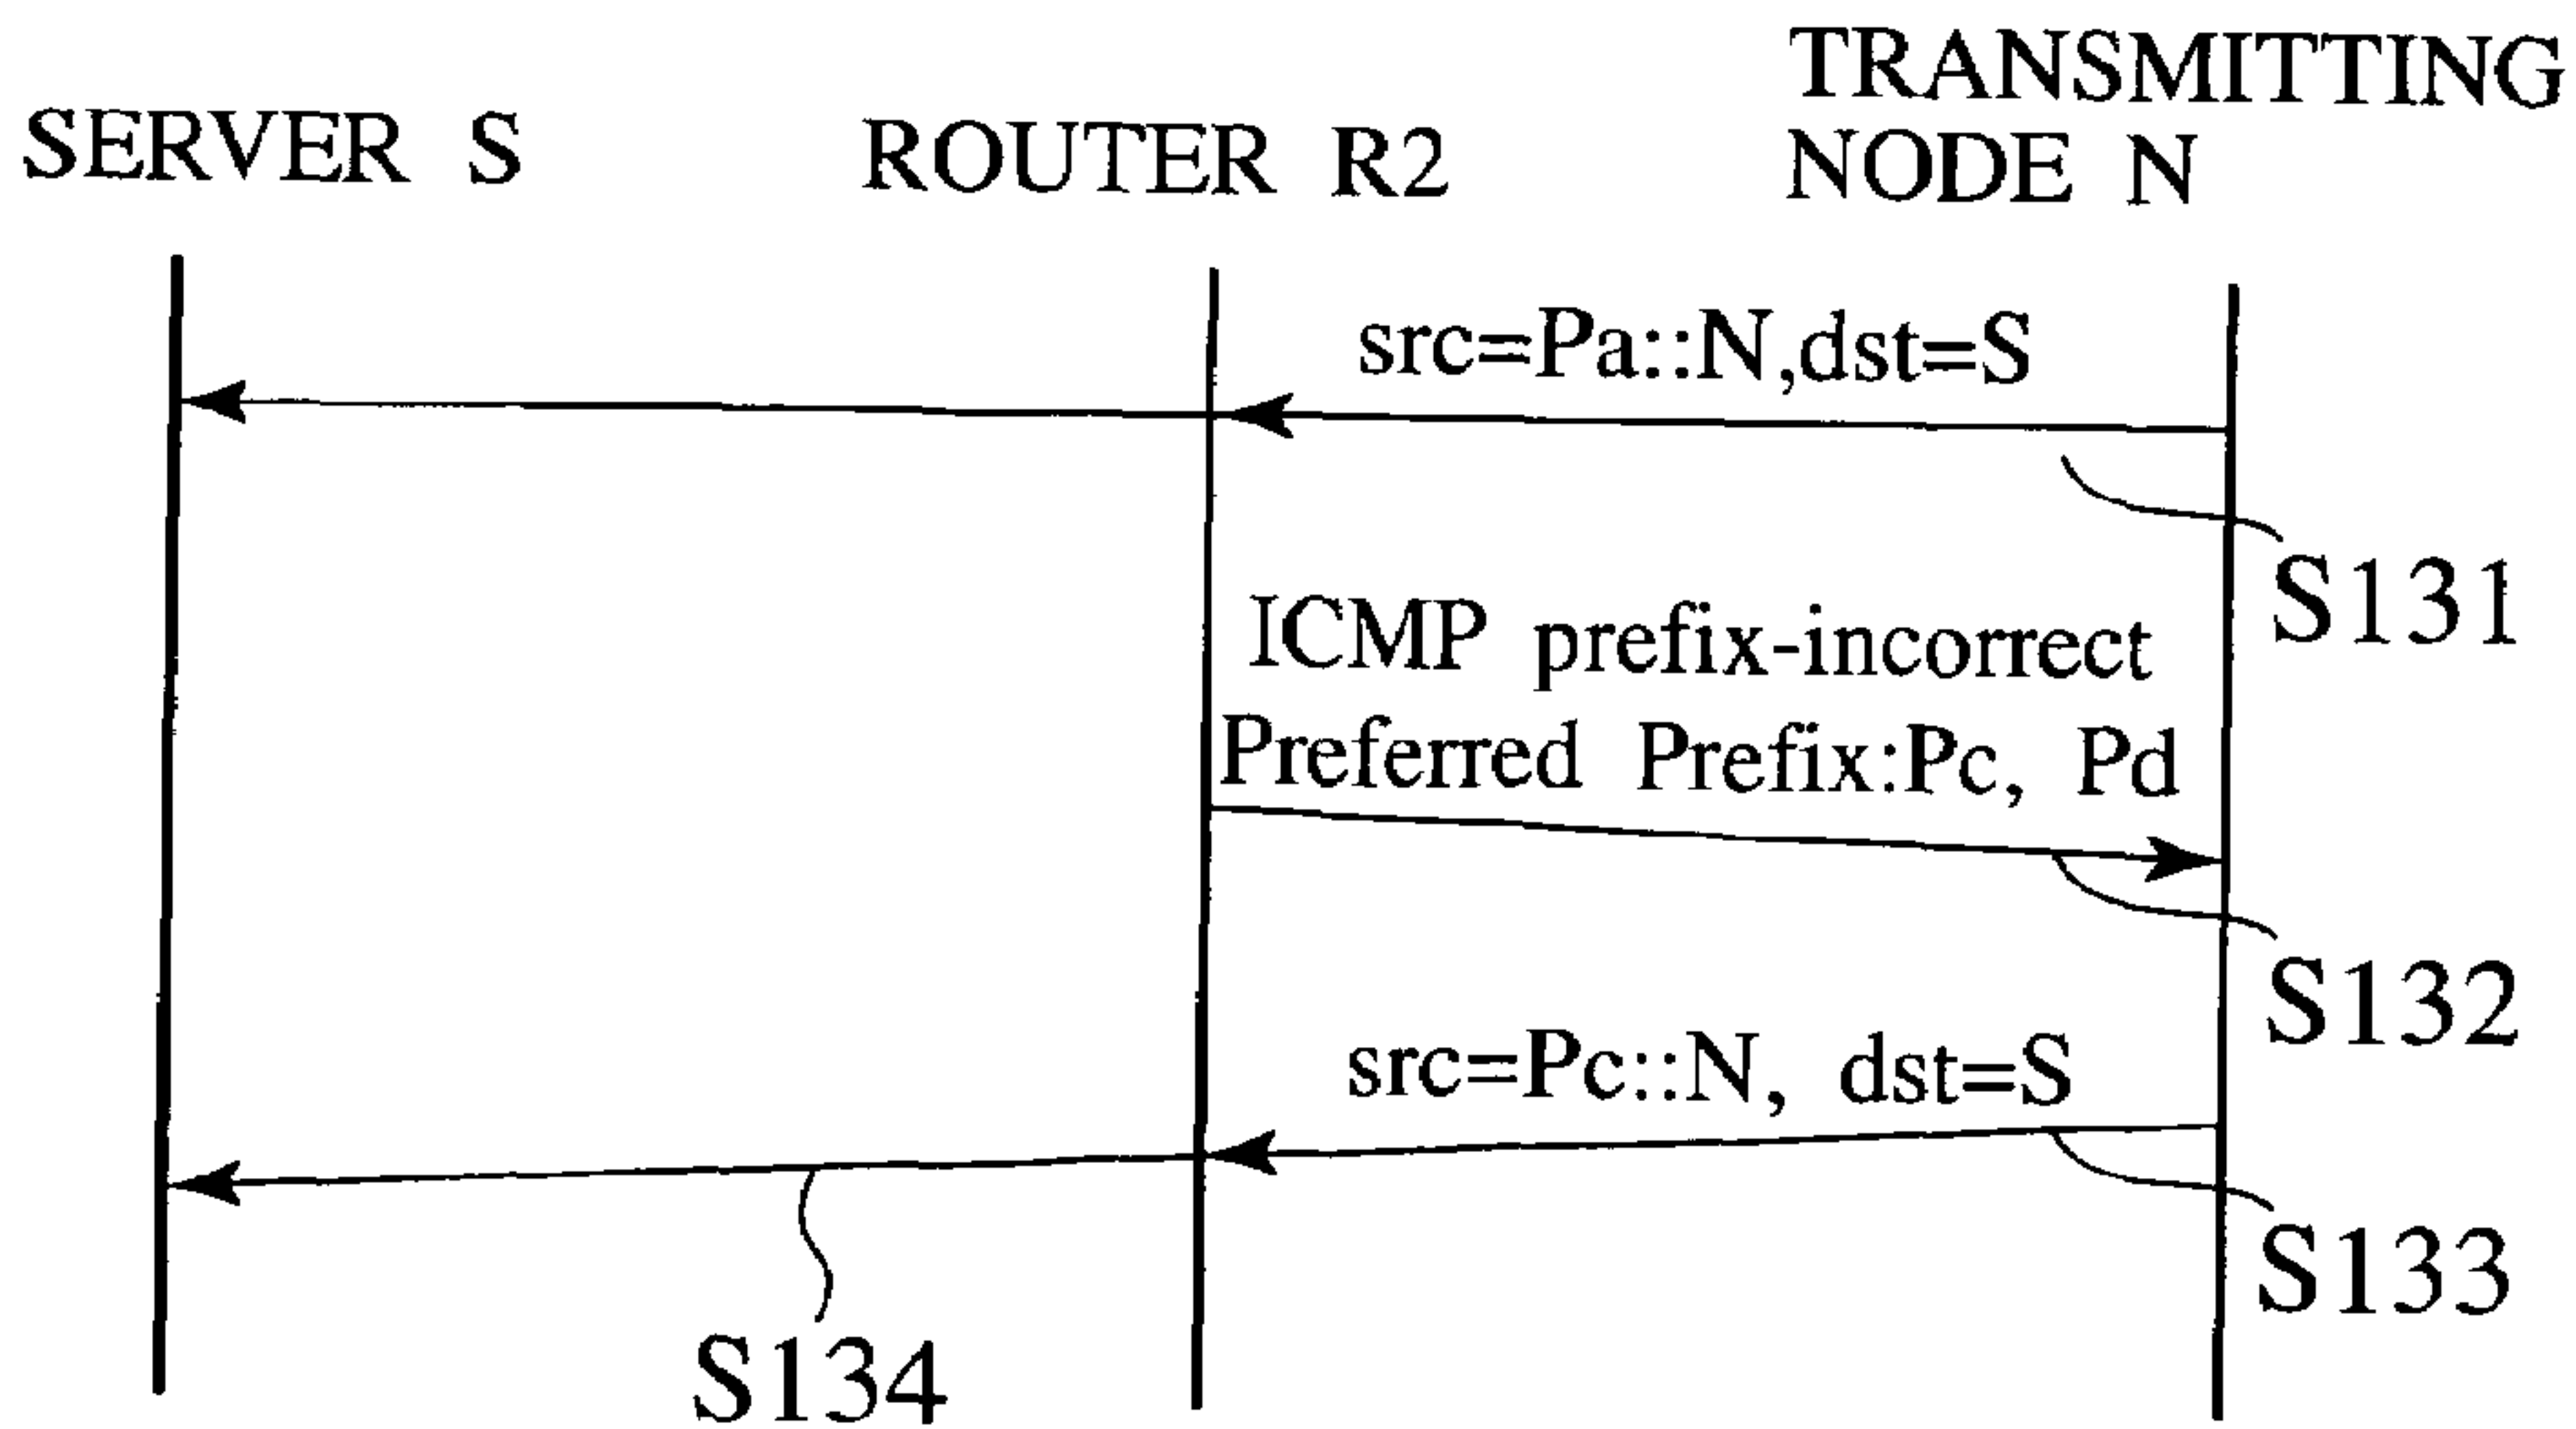 SERVER S
ROUTER R2
TRANSMITTING
NODE N
src=Pa::N,dst=S
S131
ICMP prefix-incorrect
Preferred Prefix:Pc, Pd
S132
src=Pc::N, dst=S
S133
S134